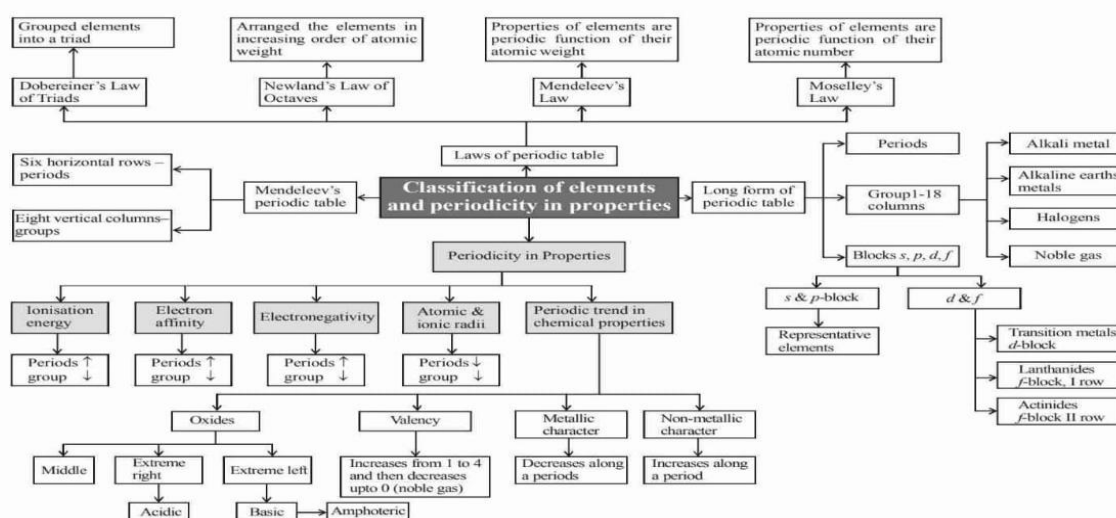 Grouped elements
into a triad
Arranged the elements in
increasing order of atomic
weight
Properties of elements are
periodic function of their
atomic weight
Properties of elements are
periodic function of their
atomic number
Dobereiner's Law
of Triads
Newland's Law of
Octaves
Mendeleev's
Law
Moselley's
Law
Laws of periodic table
Six horizontal rows –
periods
Eight vertical columns–
groups
Mendeleev's
periodic table
Classification of elements
and periodicity in properties
Long form of
periodic table
Periods
Group1-18
columns
Blocks s, p, d, f
Alkali metal
Alkaline earths
metals
Halogens
Noble gas
s & p-block
Representative
elements
d & f
Transition metals
d-block
Lanthanides
f-block, I row
Actinides
f-block II row
Periodicity in Properties
Ionisation
energy
Electron
affinity
Electronegativity
Atomic &
ionic radii
Periodic trend in
chemical properties
Periods ↑
group ↓
Periods ↑
group ↓
Periods ↑
group ↓
Periods ↓
group ↓
Oxides
Valency
Metallic
character
Non-metallic
character
Middle
Extreme
right
Extreme left
Increases from 1 to 4
and then decreases
upto 0 (noble gas)
Decreases along
a periods
Increases along
a period
Acidic
Basic
Amphoteric